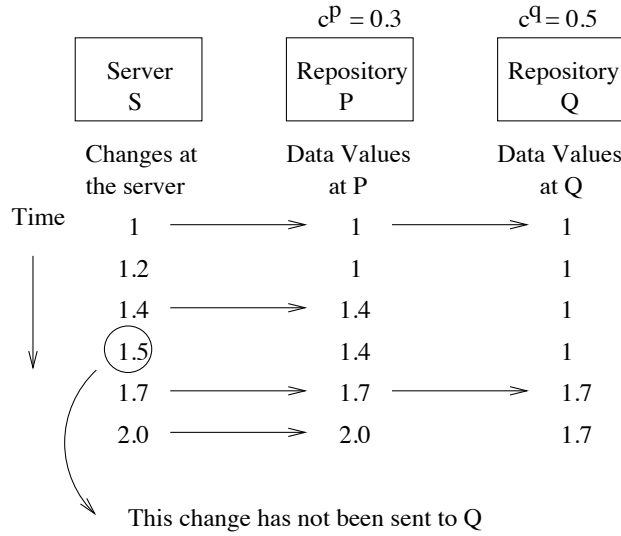 c^p = 0.3 c^q = 0.5
Server Repository Repository
S P Q
Changes at Data Values Data Values
the server at P at Q
Time
1 1 1
1.2 1 1
1.4 1.4 1
1.5 1.4 1
1.7 1.7 1.7
2.0 2.0 1.7
This change has not been sent to Q